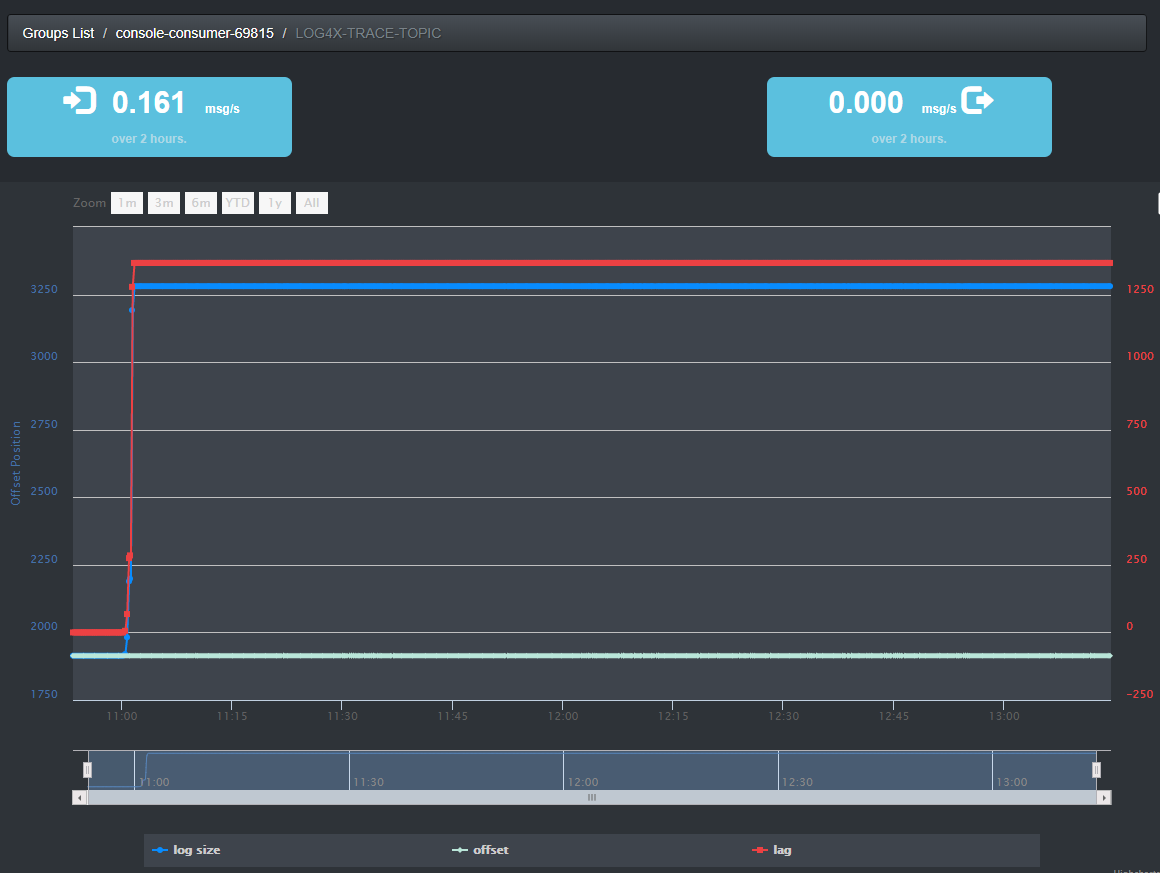 Groups List / console-consumer-69815 / LOG4X-TRACE-TOPIC
0.161 msg/s
over 2 hours.
0.000 msg/s
over 2 hours.
Zoom 1m 3m 6m YTD 1y All
3250
3000
2750
2500
2250
2000
1750
Offset Position
1250
1000
750
500
250
0
-250
11:00 11:15 11:30 11:45 12:00 12:15 12:30 12:45 13:00
11:00 11:30 12:00 12:30 13:00
log size offset lag